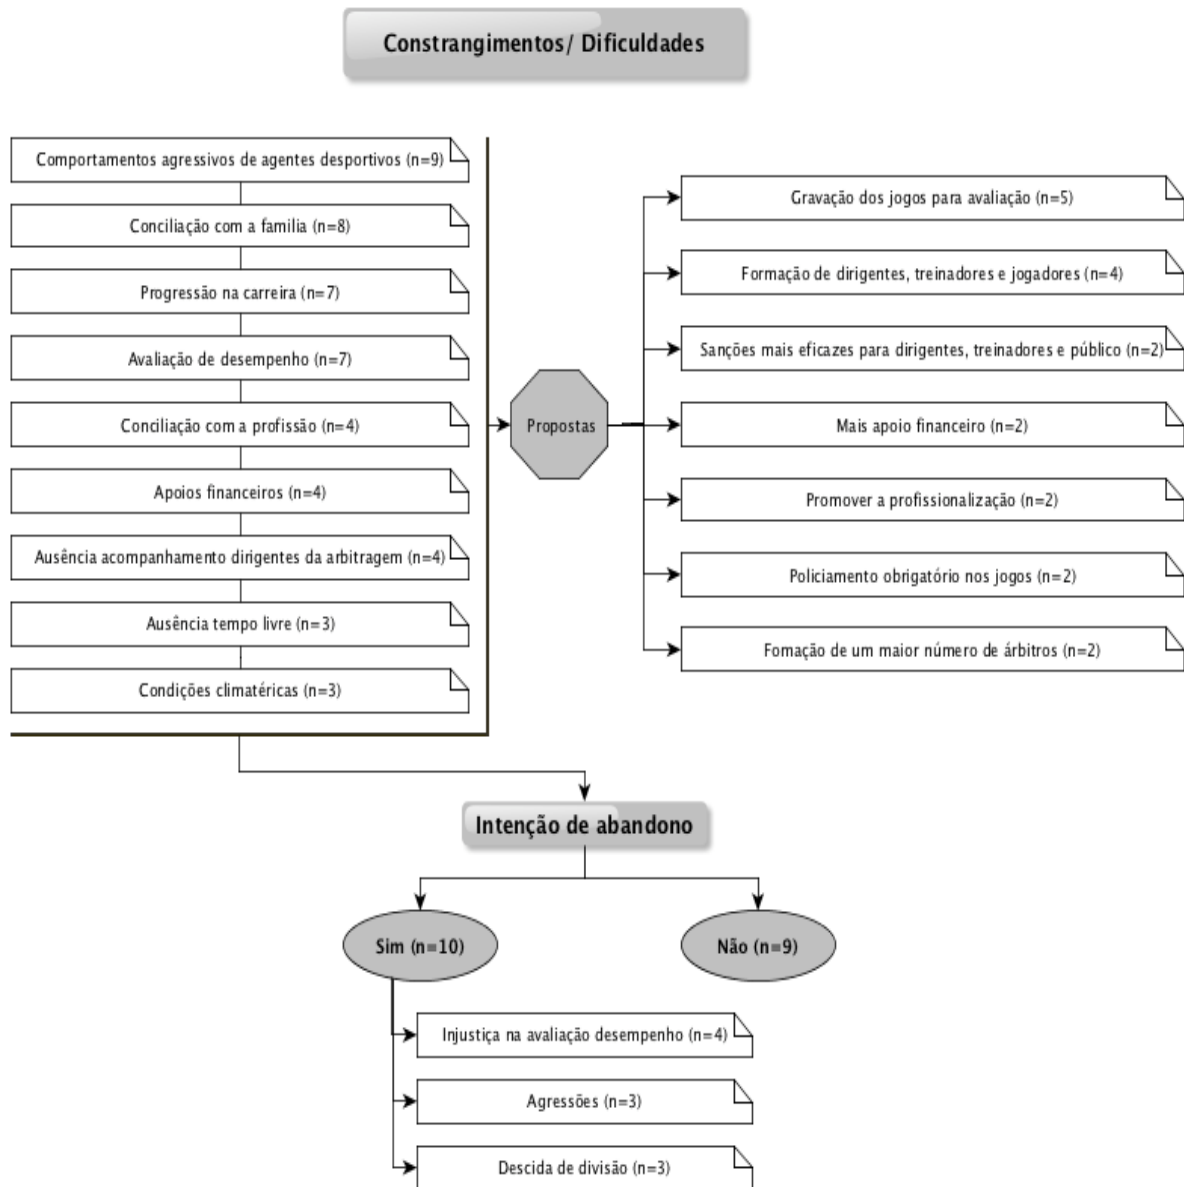 Constrangimentos/ Dificuldades
Comportamentos agressivos de agentes desportivos (n=9)
Conciliação com a familia (n=8)
Progressão na carreira (n=7)
Avaliação de desempenho (n=7)
Conciliação com a profissão (n=4)
Apoios financeiros (n=4)
Ausência acompanhamento dirigentes da arbitragem (n=4)
Ausência tempo livre (n=3)
Condições climatéricas (n=3)
Propostas
Gravação dos jogos para avaliação (n=5)
Formação de dirigentes, treinadores e jogadores (n=4)
Sanções mais eficazes para dirigentes, treinadores e público (n=2)
Mais apoio financeiro (n=2)
Promover a profissionalização (n=2)
Policiamento obrigatório nos jogos (n=2)
Fomação de um maior número de árbitros (n=2)
Intenção de abandono
Sim (n=10)
Não (n=9)
Injustiça na avaliação desempenho (n=4)
Agressões (n=3)
Descida de divisão (n=3)